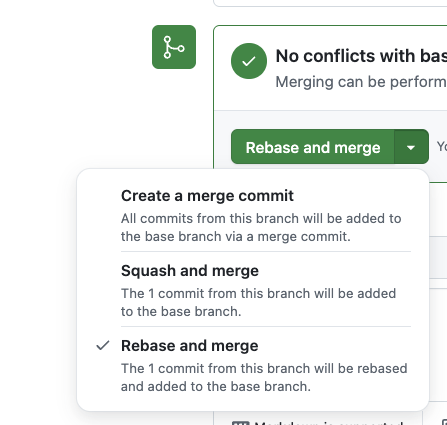 No conflicts with bas
Merging can be perform
Rebase and merge
Yo
Create a merge commit
All commits from this branch will be added to
the base branch via a merge commit.
Squash and merge
The 1 commit from this branch will be added
to the base branch.
Rebase and merge
The 1 commit from this branch will be rebased
and added to the base branch.
Markdown is supported